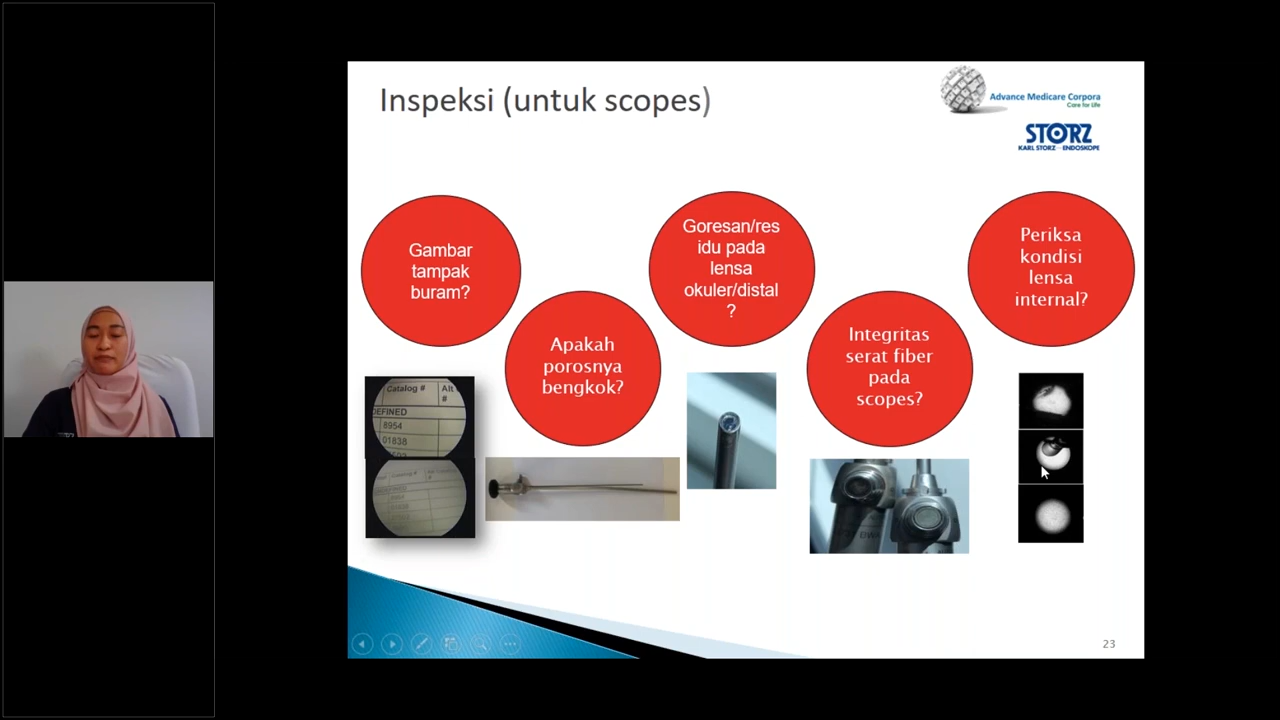 Inspeksi (untuk scopes)
Advance Medicare Corpora
Care for Life
STORZ
KARL STORZ - ENDOSKOPE
Gambar
tampak
buram?
Apakah
porosnya
bengkok?
Goresan/res
idu pada
lensa
okuler/distal
?
Integritas
serat fiber
pada
scopes?
Periksa
kondisi
lensa
internal?
Catalog # Alt
#
EFINED
8954
01838
23